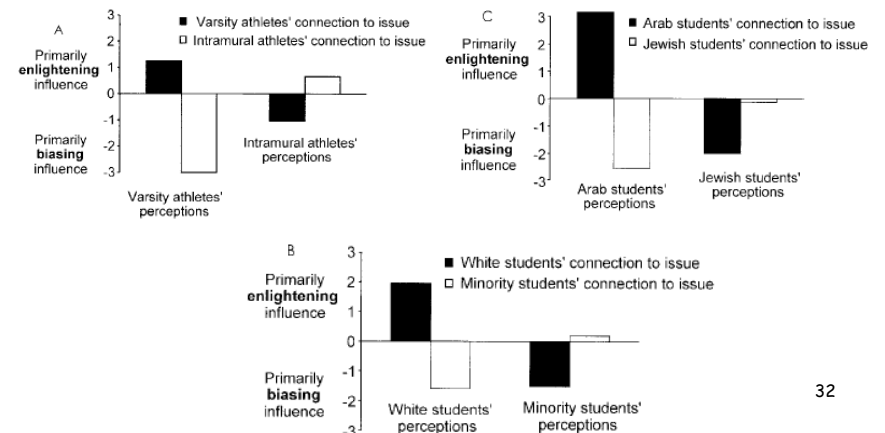 A
3
2
1
0
-1
-2
-3
Primarily
enlightening
influence
Primarily
biasing
influence
Varsity athletes' connection to issue
Intramural athletes' connection to issue
Varsity athletes'
perceptions
Intramural athletes'
perceptions
C
3
2
1
0
-1
-2
-3
Primarily
enlightening
influence
Primarily
biasing
influence
Arab students' connection to issue
Jewish students' connection to issue
Arab students'
perceptions
Jewish students'
perceptions
B
3
2
1
0
-1
-2
-3
Primarily
enlightening
influence
Primarily
biasing
influence
White students' connection to issue
Minority students' connection to issue
White students'
perceptions
Minority students'
perceptions
32